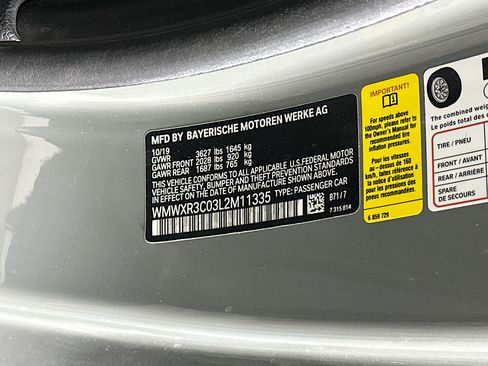 MFD BY BAYERISCHE MOTOREN WERKE AG
10/19
GVWR 3627 lbs 1645 kg
GAWR FRONT 2028 lbs 920 kg
GAWR REAR 1687 lbs 765 kg
THIS VEHICLE CONFORMS TO ALL APPLICABLE U.S. FEDERAL MOTOR
VEHICLE SAFETY, BUMPER AND THEFT PREVENTION STANDARDS
IN EFFECT ON THE DATE OF MANUFACTURE SHOWN ABOVE
WMWXR3C03L2M11335 TYPE: PASSENGER CAR
B71 / 7
7 315 814
IMPORTANT!
For speeds above
100mph, please refer to
the Owner's Manual for
recommended tire
inflation pressures.
Pour les vitesses
au - dessus de 160
km/h, faites référer
la notice d'utilisation
pour les pressions
des pneus
recommandées.
6 859 729
The combined weig
Le poids total des o
TIRE / PNEU
FRONT / AVANT
REAR / ARRIÈRE
SPARE
DE SECOURS